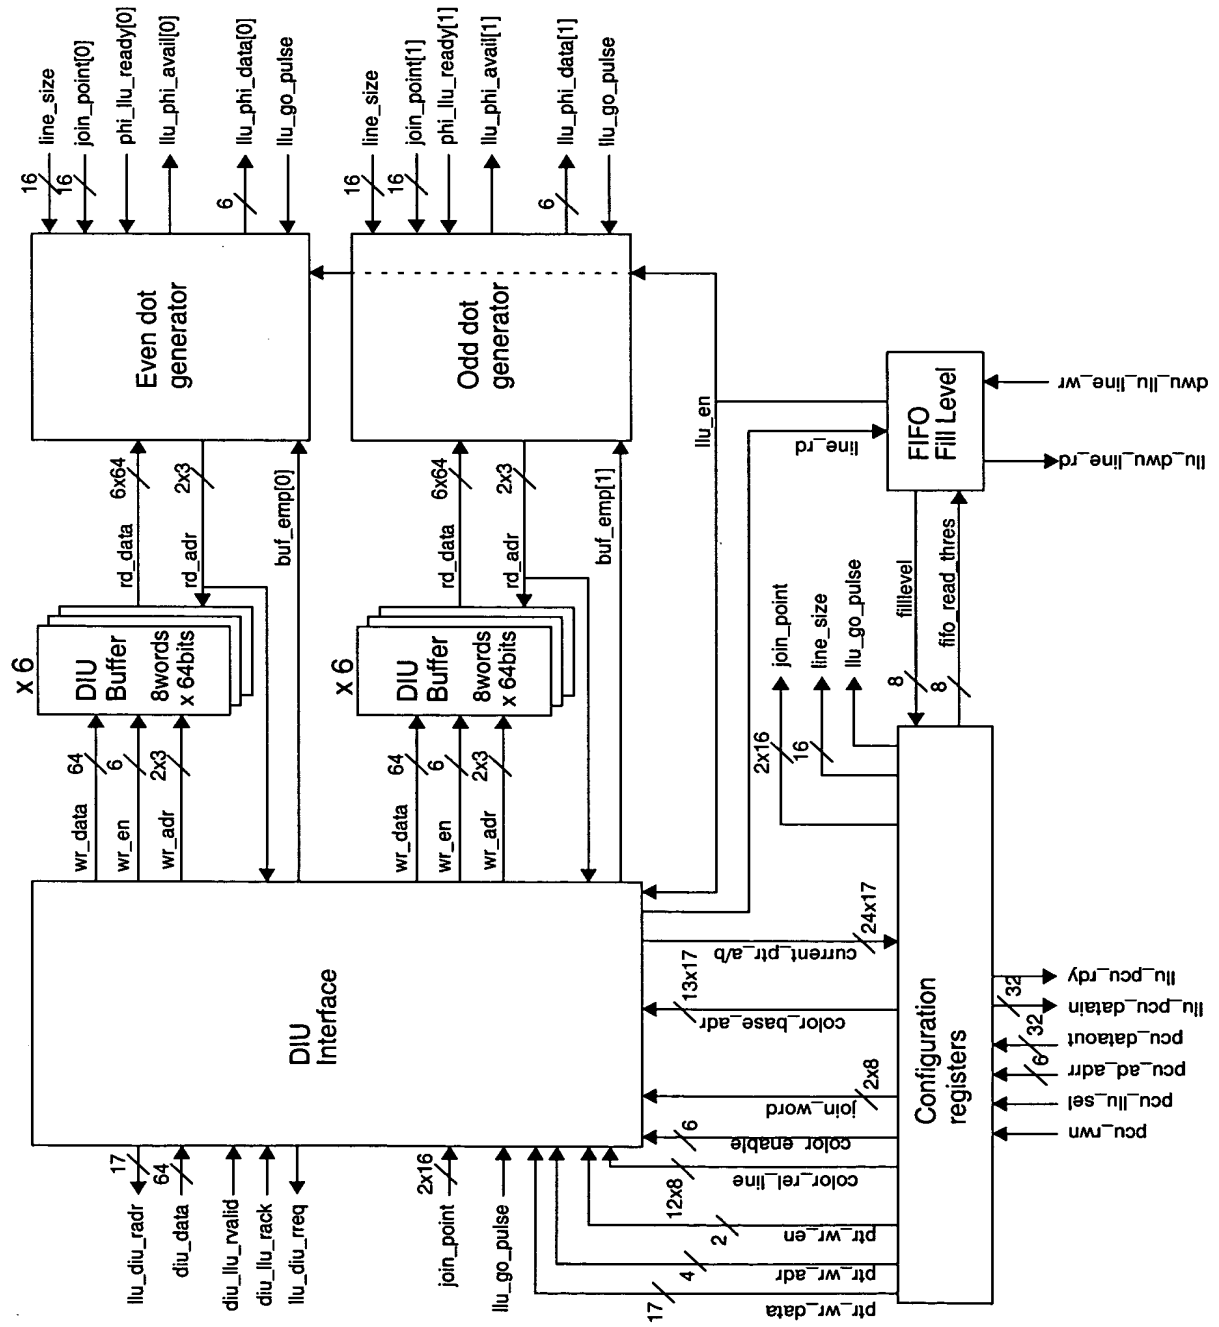 line_size
16
join_point[0]
16
phi_llu_ready[0]
llu_phi_avail[0]
llu_phi_data[0]
6
llu_go_pulse
line_size
16
join_point[1]
16
phi_llu_ready[1]
llu_phi_avail[1]
llu_phi_data[1]
6
llu_go_pulse
Even dot
generator
Odd dot
generator
rd_data
6x64
rd_adr
2x3
buf_emp[0]
rd_data
6x64
rd_adr
2x3
buf_emp[1]
llu_en
line_rd
x 6
DIU
Buffer
8words
x 64bits
x 6
DIU
Buffer
8words
x 64bits
FIFO
Fill Level
dwu_llu_line_wr
llu_dwu_line_rd
filllevel
8
fifo_read_thres
8
join_point
2x16
line_size
16
llu_go_pulse
wr_data
64
wr_en
6
wr_adr
2x3
wr_data
64
wr_en
6
wr_adr
2x3
DIU
Interface
current_ptr_a/b
24x17
color_base_adr
13x17
join_word
2x8
color_enable
6
color_rel_line
12x8
ptr_wr_en
2
ptr_wr_adr
4
ptr_wr_data
17
llu_diu_radr
17
diu_data
64
diu_llu_rvalid
diu_llu_rack
llu_diu_rreq
join_point
2x16
llu_go_pulse
Configuration
registers
llu_pcu_rdy
llu_pcu_datain
32
pcu_dataout
32
pcu_ad_adrr
6
pcu_llu_sel
pcu_rwn